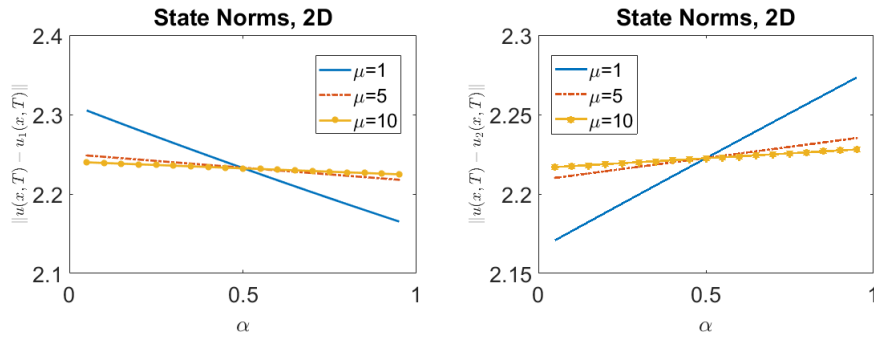 State Norms, 2D
2.4
2.3
2.2
2.1
‖u(x, T) − u₁(x, T)‖
μ=1
μ=5
μ=10
0
0.5
1
α
State Norms, 2D
2.3
2.25
2.2
2.15
‖u(x, T) − u₂(x, T)‖
μ=1
μ=5
μ=10
0
0.5
1
α